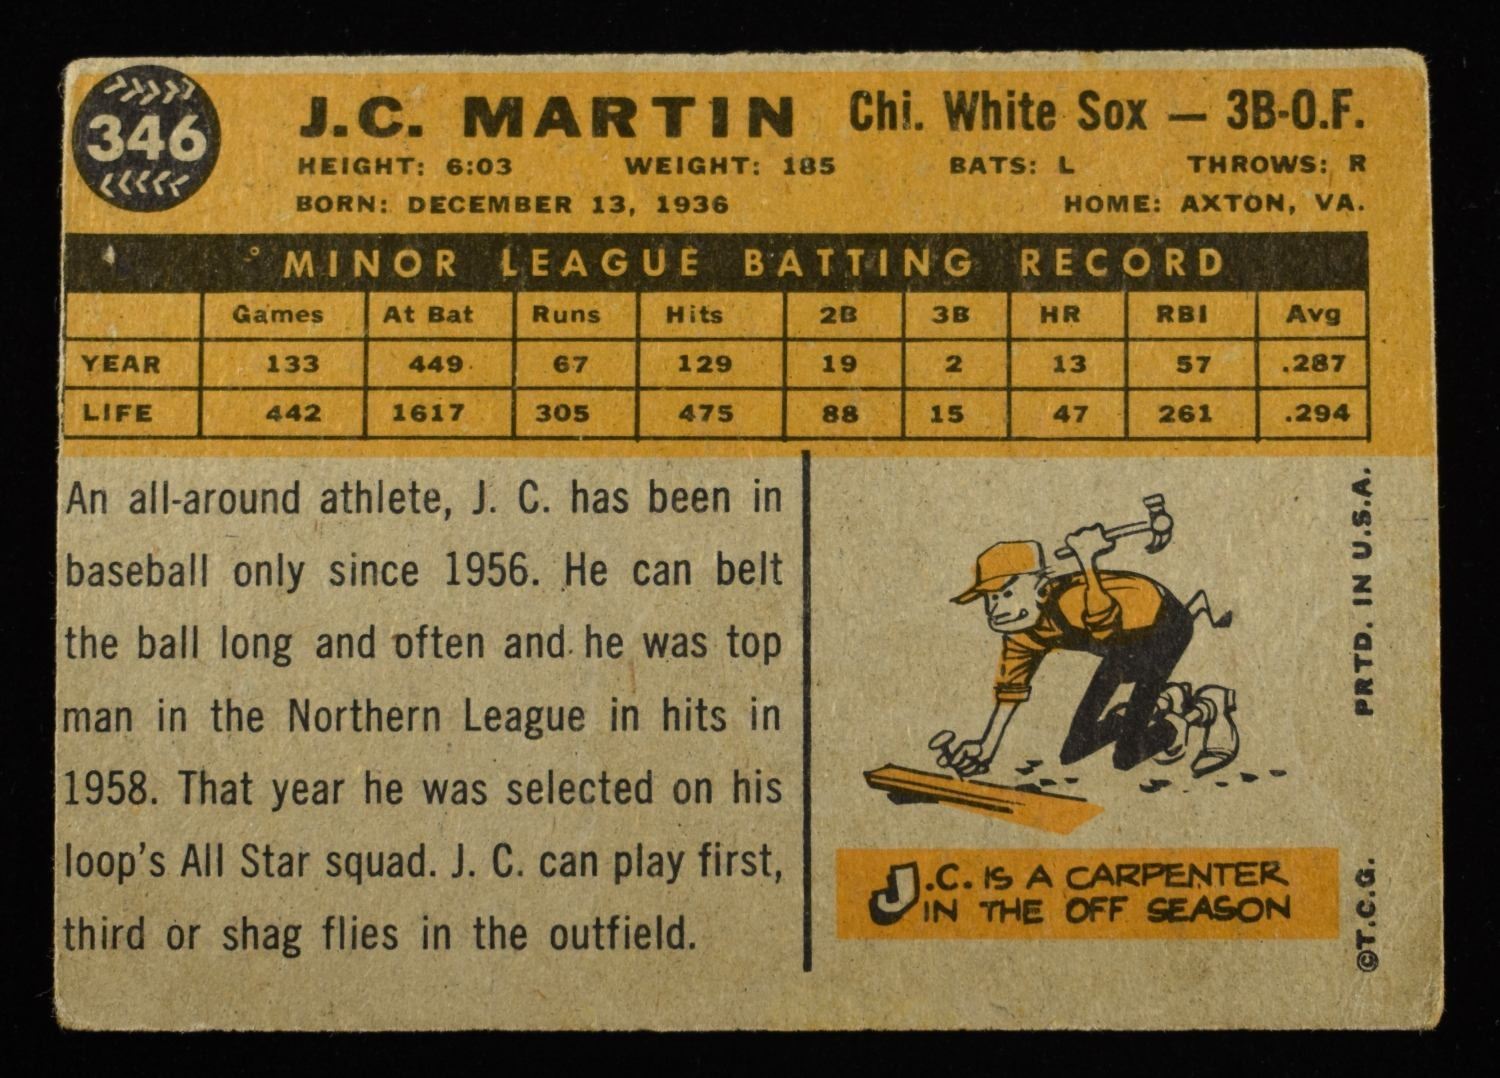 346
J.C. MARTIN Chi. White Sox — 3B-O.F.
HEIGHT: 6:03 WEIGHT: 185 BATS: L THROWS: R
BORN: DECEMBER 13, 1936 HOME: AXTON, VA.
° MINOR LEAGUE BATTING RECORD
Games At Bat Runs Hits 2B 3B HR RBI Avg
YEAR 133 449 67 129 19 2 13 57 .287
LIFE 442 1617 305 475 88 15 47 261 .294
An all-around athlete, J. C. has been in
baseball only since 1956. He can belt
the ball long and often and he was top
man in the Northern League in hits in
1958. That year he was selected on his
loop's All Star squad. J. C. can play first,
third or shag flies in the outfield.
J.C. IS A CARPENTER
IN THE OFF SEASON
©T.C.G. PRTD. IN U.S.A.